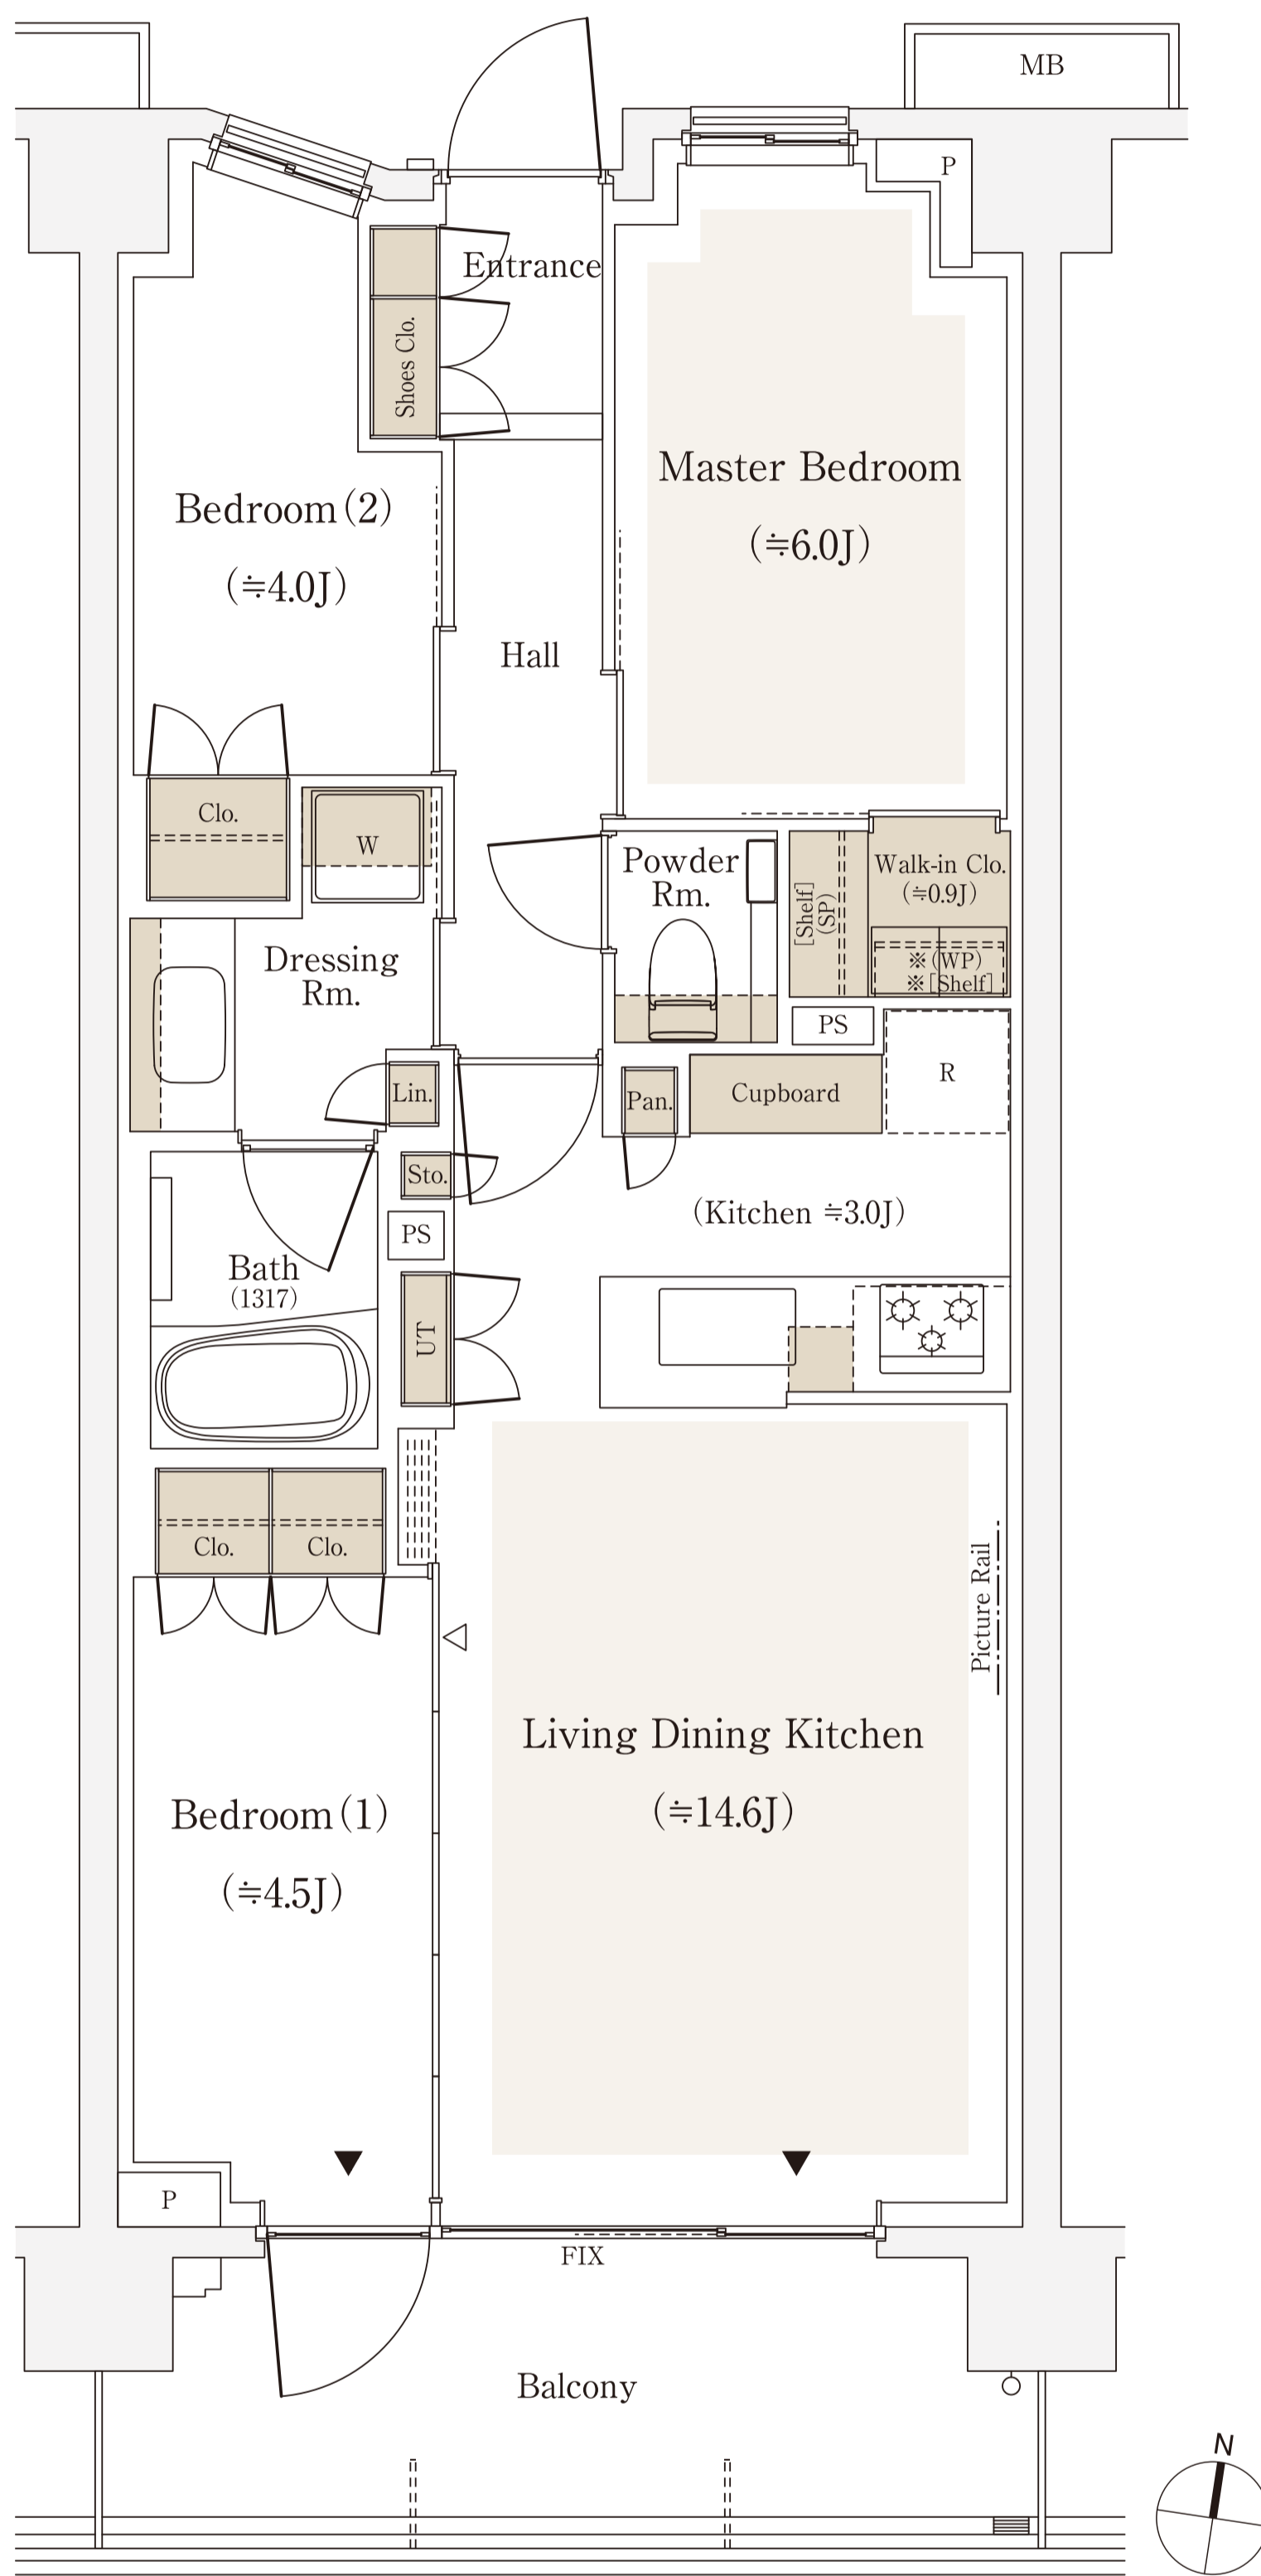 MB
P
Entrance
Shoes Clo.
Master Bedroom
(≒6.0J)
Bedroom(2)
(≒4.0J)
Hall
Clo.
W
Powder
Rm.
[Shelf]
(SP)
Walk-in Clo.
(≒0.9J)
※(WP)
※[Shelf]
Dressing
Rm.
PS
R
Lin.
Pan.
Cupboard
Sto.
PS
(Kitchen ≒3.0J)
Bath
(1317)
UT
Clo.
Clo.
Picture Rail
Living Dining Kitchen
(≒14.6J)
Bedroom(1)
(≒4.5J)
P
FIX
Balcony
N